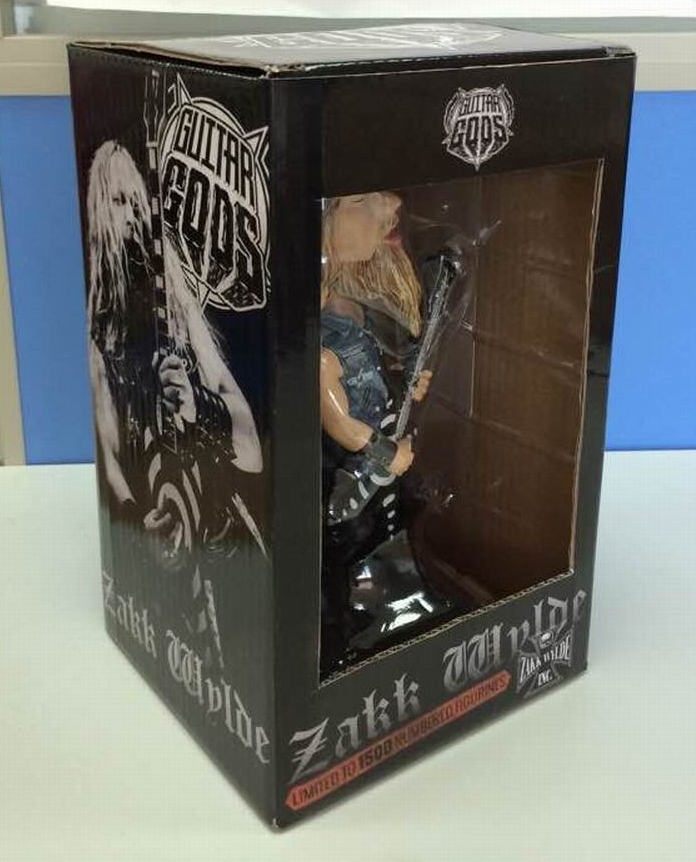 GUITAR
GODS
Zakk Wylde
GUITAR
GODS
Zakk Wylde
LIMITED TO 1500 NUMBERED FIGURINES
ZAKK WYLDE
INC.